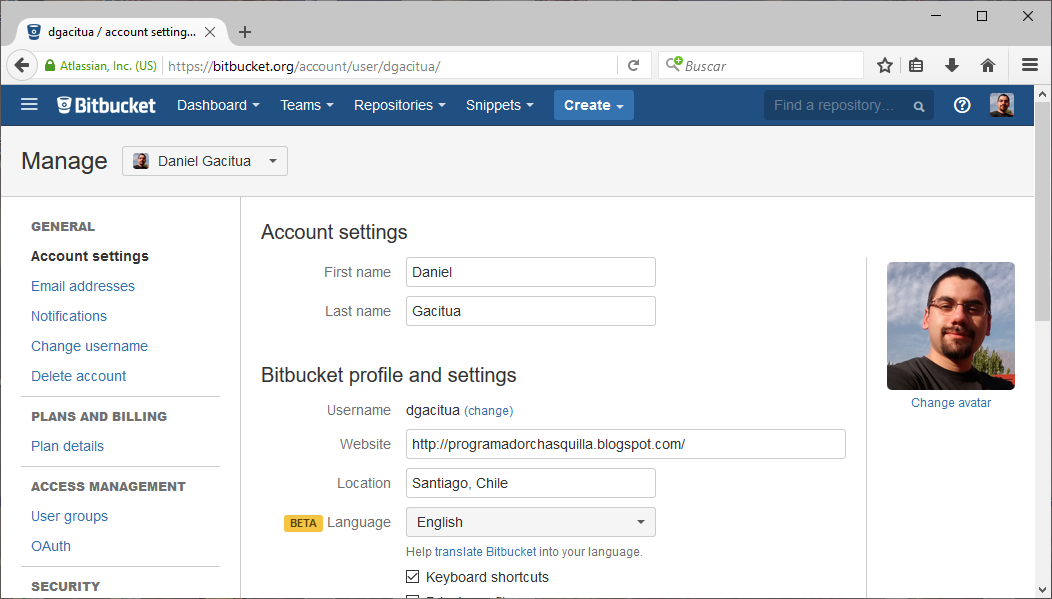 dgacitua / account setting...
Atlassian, Inc. (US) https://bitbucket.org/account/user/dgacitua/ Buscar
Bitbucket Dashboard Teams Repositories Snippets Create Find a repository...
Manage Daniel Gacitua
GENERAL
Account settings
Email addresses
Notifications
Change username
Delete account
PLANS AND BILLING
Plan details
ACCESS MANAGEMENT
User groups
OAuth
SECURITY
Account settings
First name Daniel
Last name Gacitua
Bitbucket profile and settings
Username dgacitua (change)
Website http://programadorchasquilla.blogspot.com/
Location Santiago, Chile
BETA Language English
Help translate Bitbucket into your language.
Keyboard shortcuts
Change avatar